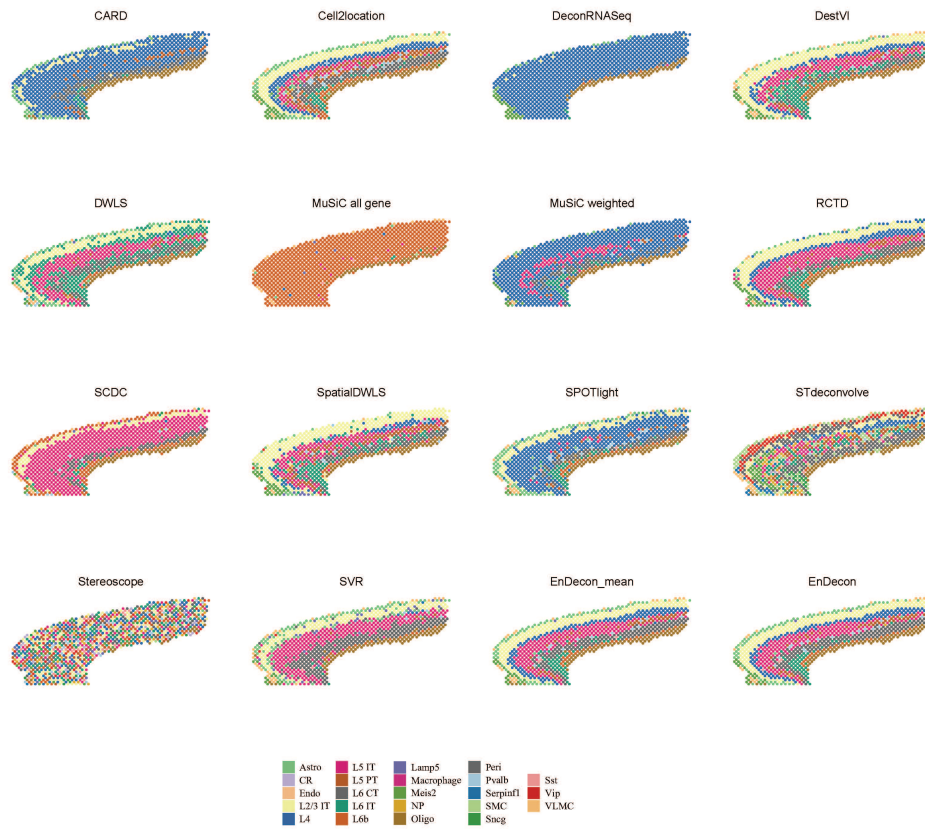 CARD Cell2location DeconRNASeq DestVI
DWLS MuSiC all gene MuSiC weighted RCTD
SCDC SpatialDWLS SPOTlight STdeconvolve
Stereoscope SVR EnDecon_mean EnDecon
Astro L5 IT Lamp5 Peri
CR L5 PT Macrophage Pvalb Sst
Endo L6 CT Meis2 Serpinf1 Vip
L2/3 IT L6 IT NP SMC VLMC
L4 L6b Oligo Sncg